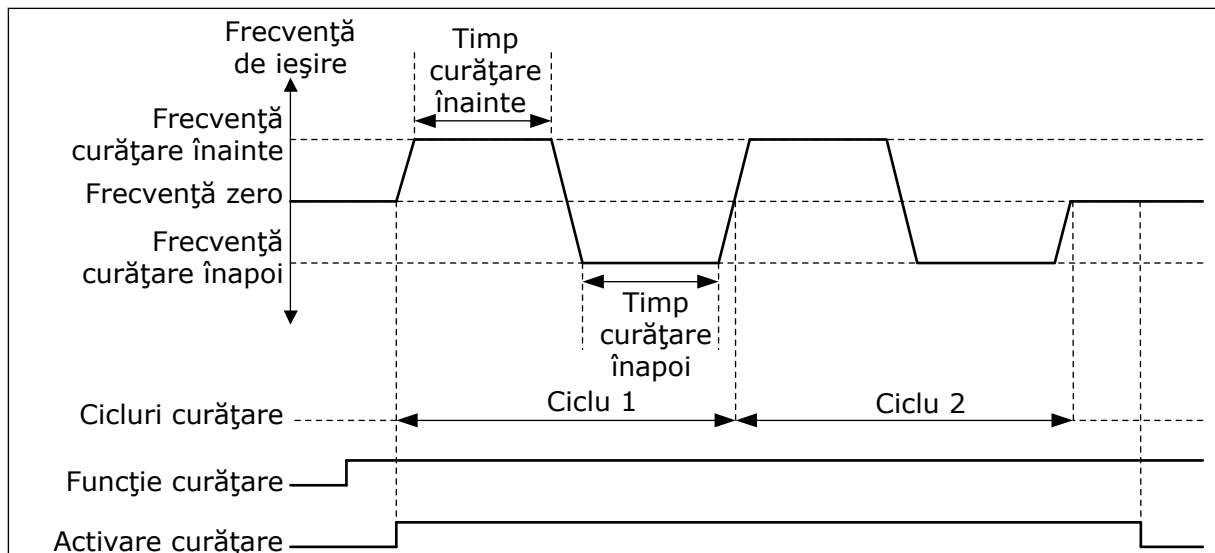 Frecvenţă
de ieşire
Timp
curăţare
înainte
Frecvenţă
curăţare înainte
Frecvenţă zero
Frecvenţă
curăţare înapoi
Timp
curăţare
înapoi
Cicluri curăţare
Ciclu 1
Ciclu 2
Funcţie curăţare
Activare curăţare